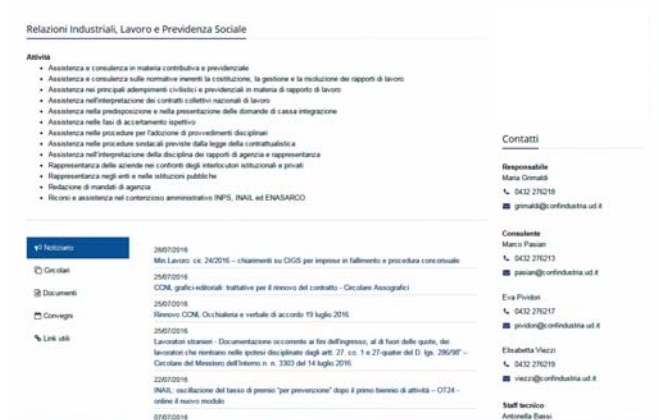 Relazioni Industriali, Lavoro e Previdenza Sociale
Attività
• Assistenza e consulenza in materia contributiva e previdenziale
• Assistenza e consulenza sulle normative inerenti la costituzione, la gestione e la risoluzione dei rapporti di lavoro
• Assistenza nei principali adempimenti civilistici e previdenziali in materia di rapporto di lavoro
• Assistenza nell'interpretazione dei contratti collettivi nazionali di lavoro
• Assistenza nella predisposizione e nella presentazione delle domande di cassa integrazione
• Assistenza nelle fasi di accertamento ispettivo
• Assistenza nelle procedure per l'adozione di provvedimenti disciplinari
• Assistenza nelle procedure sindacali previste dalla legge della contrattualistica
• Assistenza nell'interpretazione della disciplina dei rapporti di agenzia e rappresentanza
• Rappresentanza delle aziende nei confronti degli interlocutori istituzionali e privati
• Rappresentanza negli enti e nelle istituzioni pubbliche
• Redazione di mandati di agenzia
• Ricorsi e assistenza nel contenzioso amministrativo INPS, INAIL ed ENASARCO
Notiziario
Circolari
Documenti
Convegni
Link utili
28/07/2016
Min.Lavoro: cir. 24/2016 – chiarimenti su CIGS per imprese in fallimento e procedura concorsuale
25/07/2016
CCNL grafici-editoriali: trattative per il rinnovo del contratto - Circolare Assografici
25/07/2016
Rinnovo CCNL Occhialeria e verbale di accordo 19 luglio 2016
25/07/2016
Lavoratori stranieri - Documentazione occorrente ai fini dell'ingresso, al di fuori delle quote, dei
lavoratori che rientrano nelle ipotesi disciplinate dagli artt. 27. co. 1 e 27-quater del D. lgs. 286/98" –
Circolare del Ministero dell'Interno n. n. 3303 del 14 luglio 2016
22/07/2016
INAIL: oscillazione del tasso di premio "per prevenzione" dopo il primo biennio di attività – OT24 -
online il nuovo modulo
07/07/2016
Contatti
Responsabile
Maria Grimaldi
0432 276218
grimaldi@confindustria.ud.it
Consulente
Marco Pasian
0432 276213
pasian@confindustria.ud.it
Eva Pividori
0432 276217
pividori@confindustria.ud.it
Elisabetta Viezzi
0432 276219
viezzi@confindustria.ud.it
Staff tecnico
Antonella Bassi